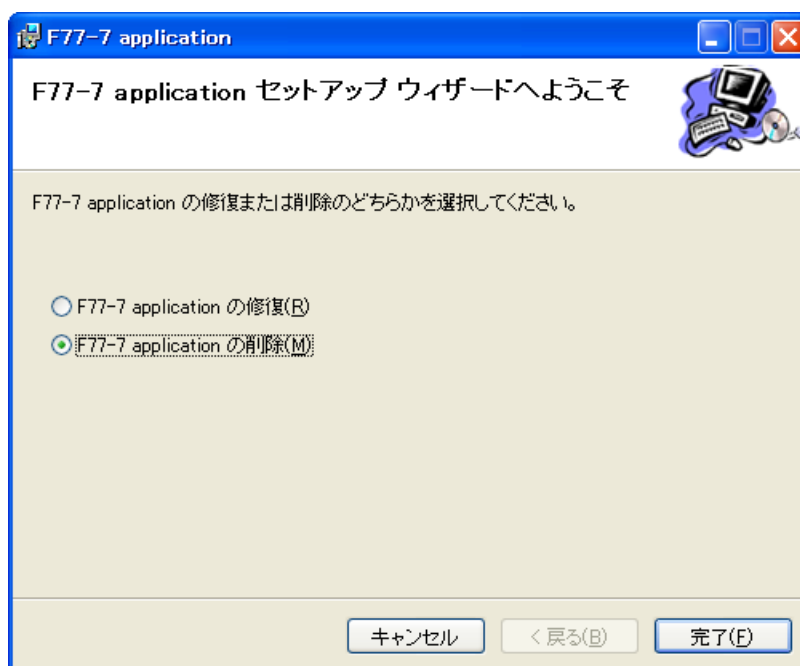 F77-7 application
F77-7 application セットアップ ウィザードへようこそ
F77-7 application の修復または削除のどちらかを選択してください。
F77-7 application の修復(R)
F77-7 application の削除(M)
キャンセル
< 戻る(B)
完了(F)